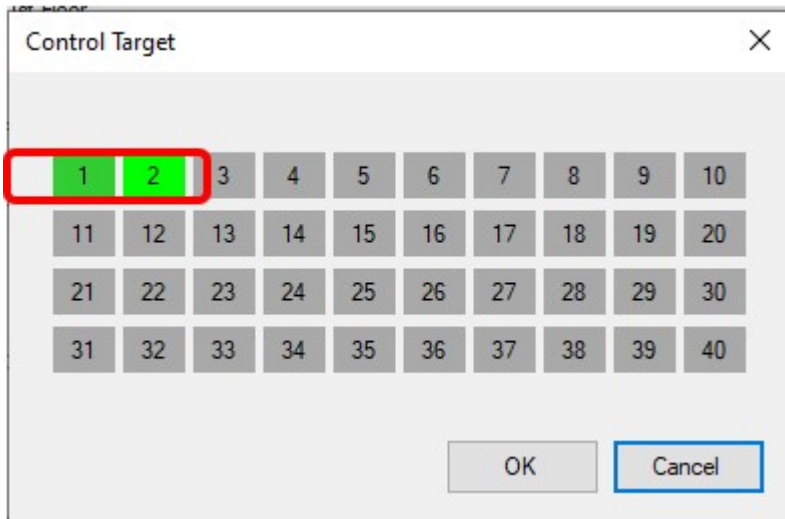 1st Floor
Control Target
1 2 3 4 5 6 7 8 9 10
11 12 13 14 15 16 17 18 19 20
21 22 23 24 25 26 27 28 29 30
31 32 33 34 35 36 37 38 39 40
OK Cancel